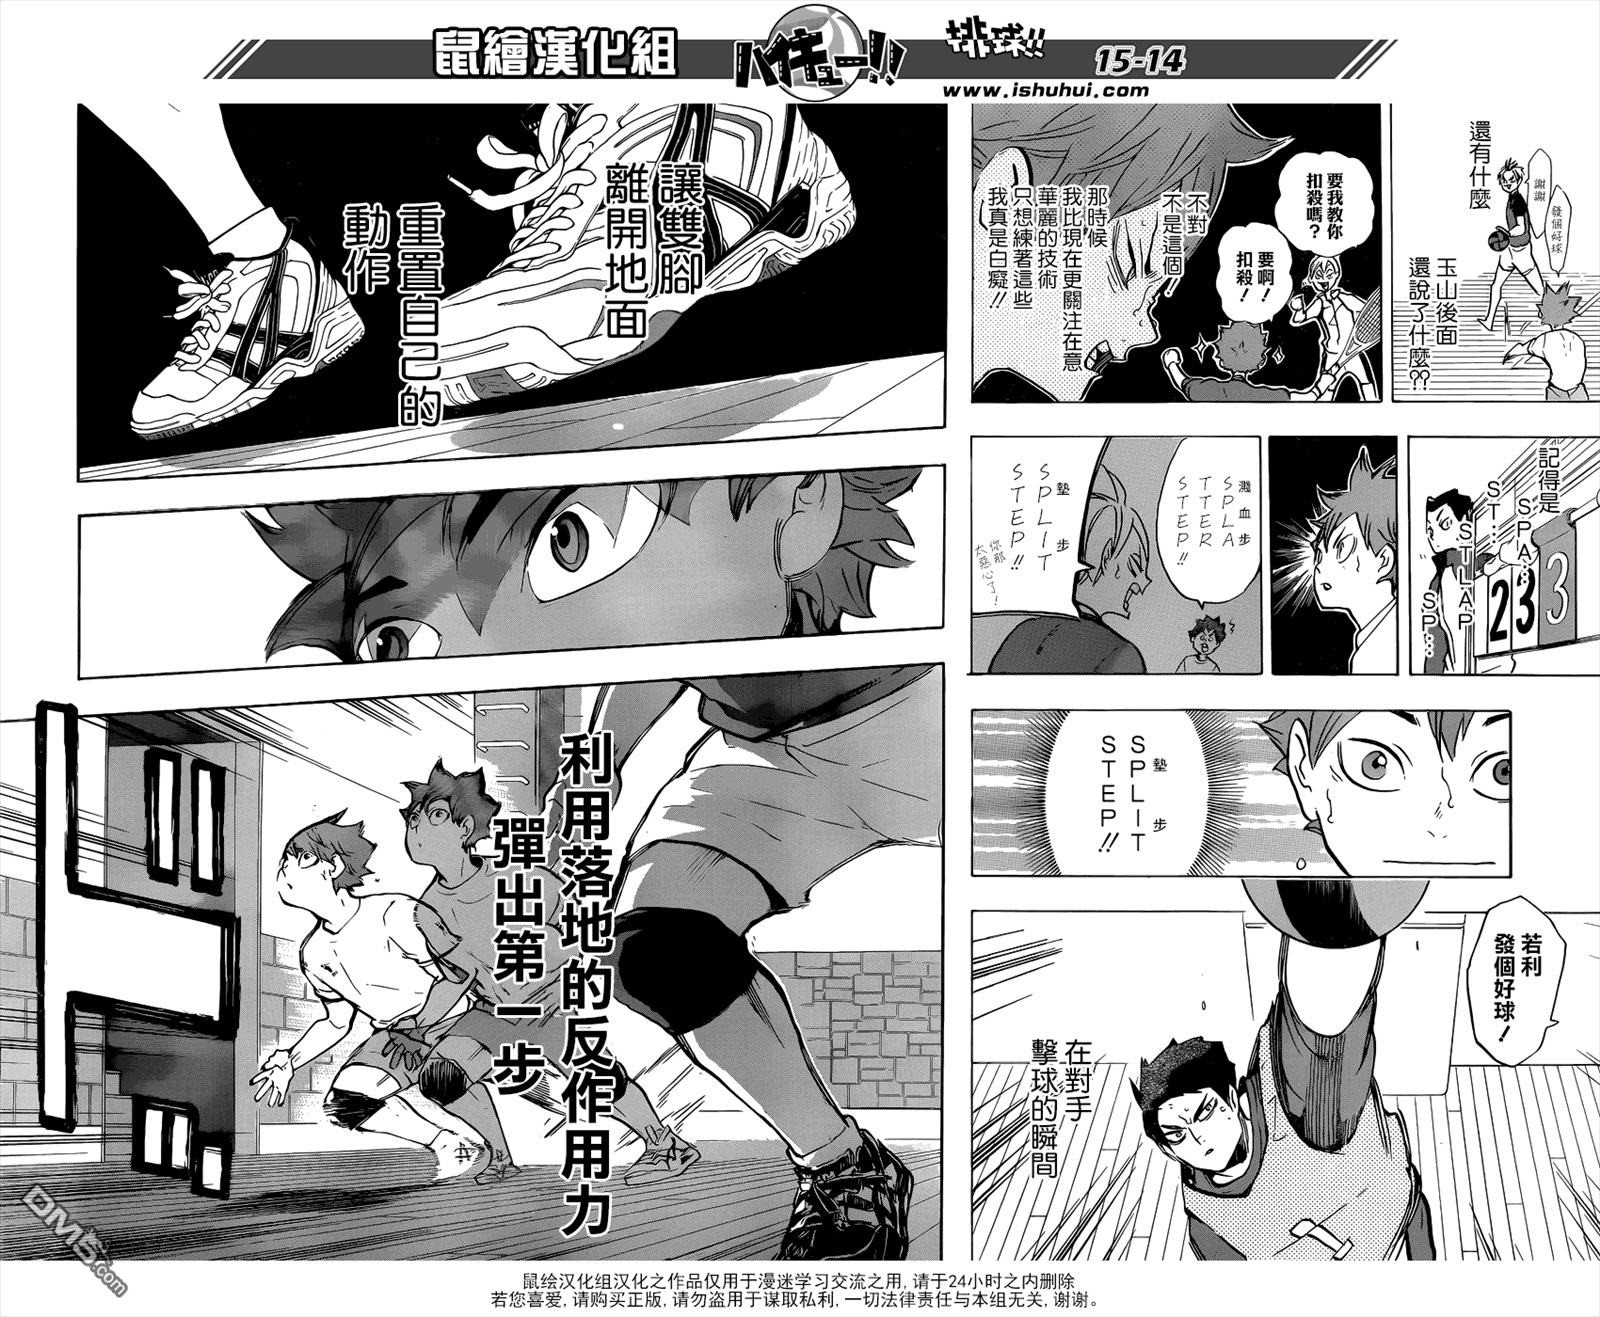 鼠繪漢化組
ハイキュー!!
排球!!
15-14
www.ishuhui.com
還有什麼
謝謝
發個好球
玉山後面
還說了什麼??
要我教你
扣殺嗎?
要啊!
扣殺!
不對
不是這個!
那時候
我比現在更關注在意
華麗的技術
只想練著這些
我真是白癡!!
記得是
SPA…
ST…
STLAP
SP…
2 33
濺血步
SPLA
TTER
STEP!!
墊步
SPLIT
STEP!!
你那
太惡心了!
墊步
SPLIT
STEP!!
若利
發個好球!
在對手
擊球的瞬間
讓雙腳
離開地面
重置自己的
動作
利用落地的反作用力
彈出第一步
DM5.com
鼠绘汉化组汉化之作品仅用于漫迷学习交流之用,请于24小时之内删除
若您喜爱,请购买正版,请勿盗用于谋取私利,一切法律责任与本组无关,谢谢。